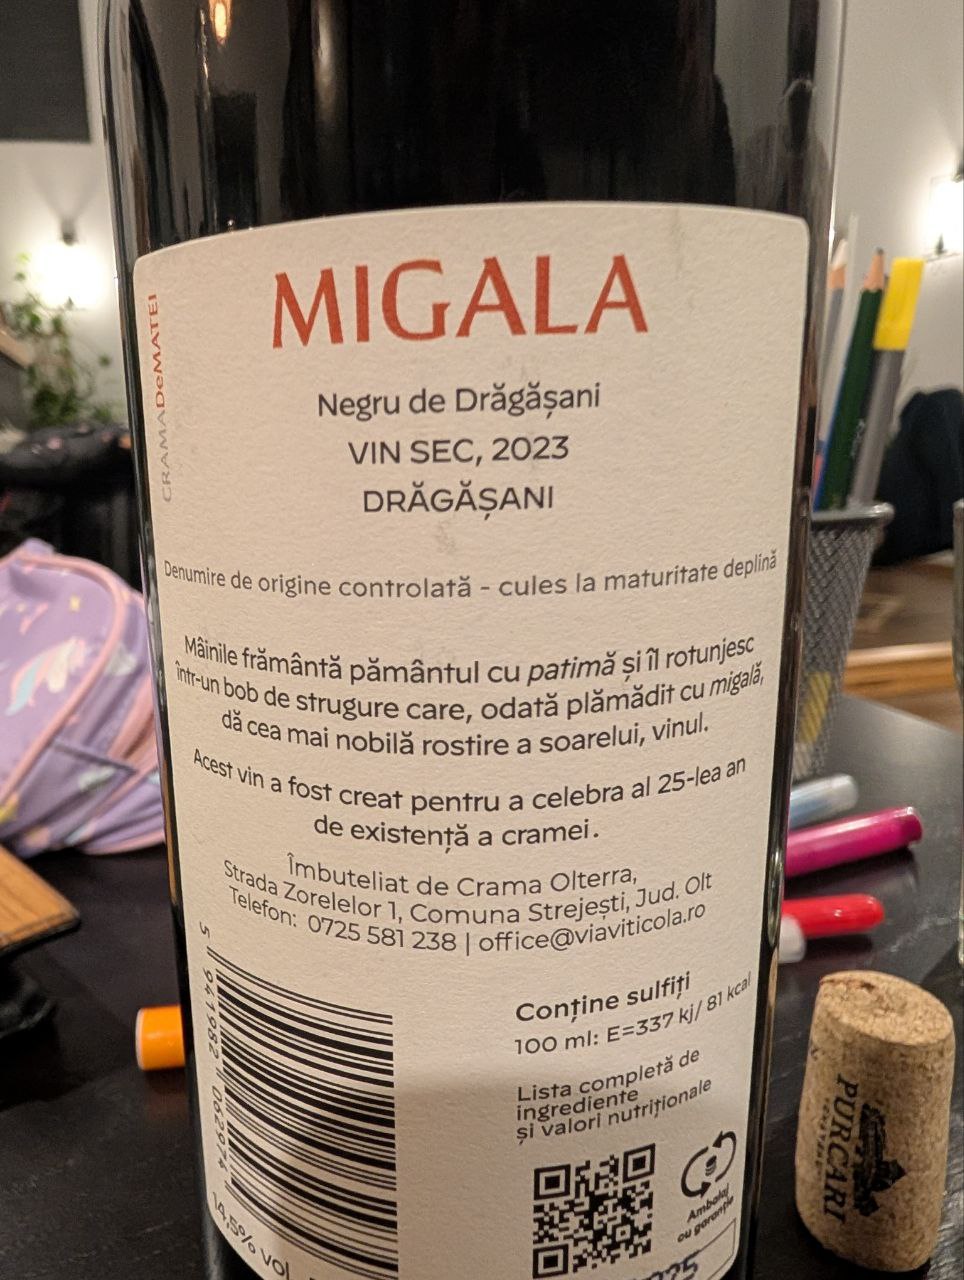 CRAMADEMATEI
MIGALA
Negru de Drăgășani
VIN SEC, 2023
DRĂGĂȘANI
Denumire de origine controlată - cules la maturitate deplină
Mâinile frământă pământul cu patimă și îl rotunjesc
într-un bob de strugure care, odată plămădit cu migală,
dă cea mai nobilă rostire a soarelui, vinul.
Acest vin a fost creat pentru a celebra al 25-lea an
de existență a cramei.
Îmbuteliat de Crama Olterra,
Strada Zorelelor 1, Comuna Strejești, Jud. Olt
Telefon: 0725 581 238 | office@viaviticola.ro
5 941982 062974
Conține sulfiți
100 ml: E=337 kj/ 81 kcal
Lista completă de
ingrediente
și valori nutriționale
Ambalaj
cu garanție
14,5% vol
PURCARI